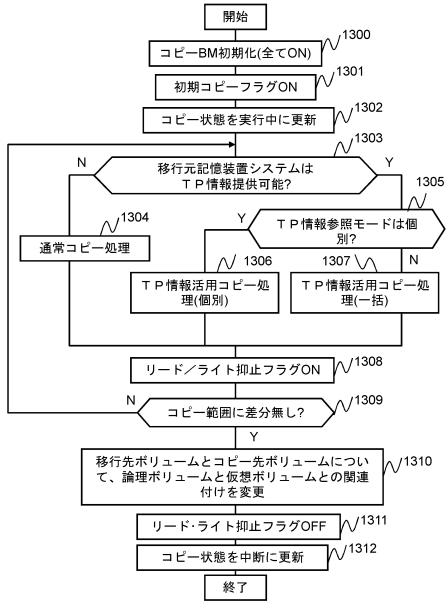 開始
コピーBM初期化(全てON)
1300
初期コピーフラグON
1301
コピー状態を実行中に更新
1302
移行元記憶装置システムは
TP情報提供可能?
1303
N
Y
通常コピー処理
1304
TP情報参照モードは個
別?
1305
Y
N
TP情報活用コピー処
理(個別)
1306
TP情報活用コピー処
理(一括)
1307
リード/ライト抑止フラグON
1308
コピー範囲に差分無し?
1309
N
Y
移行先ボリュームとコピー先ボリュームについ
て、論理ボリュームと仮想ボリュームとの関連
付けを変更
1310
リード・ライト抑止フラグOFF
1311
コピー状態を中断に更新
1312
終了